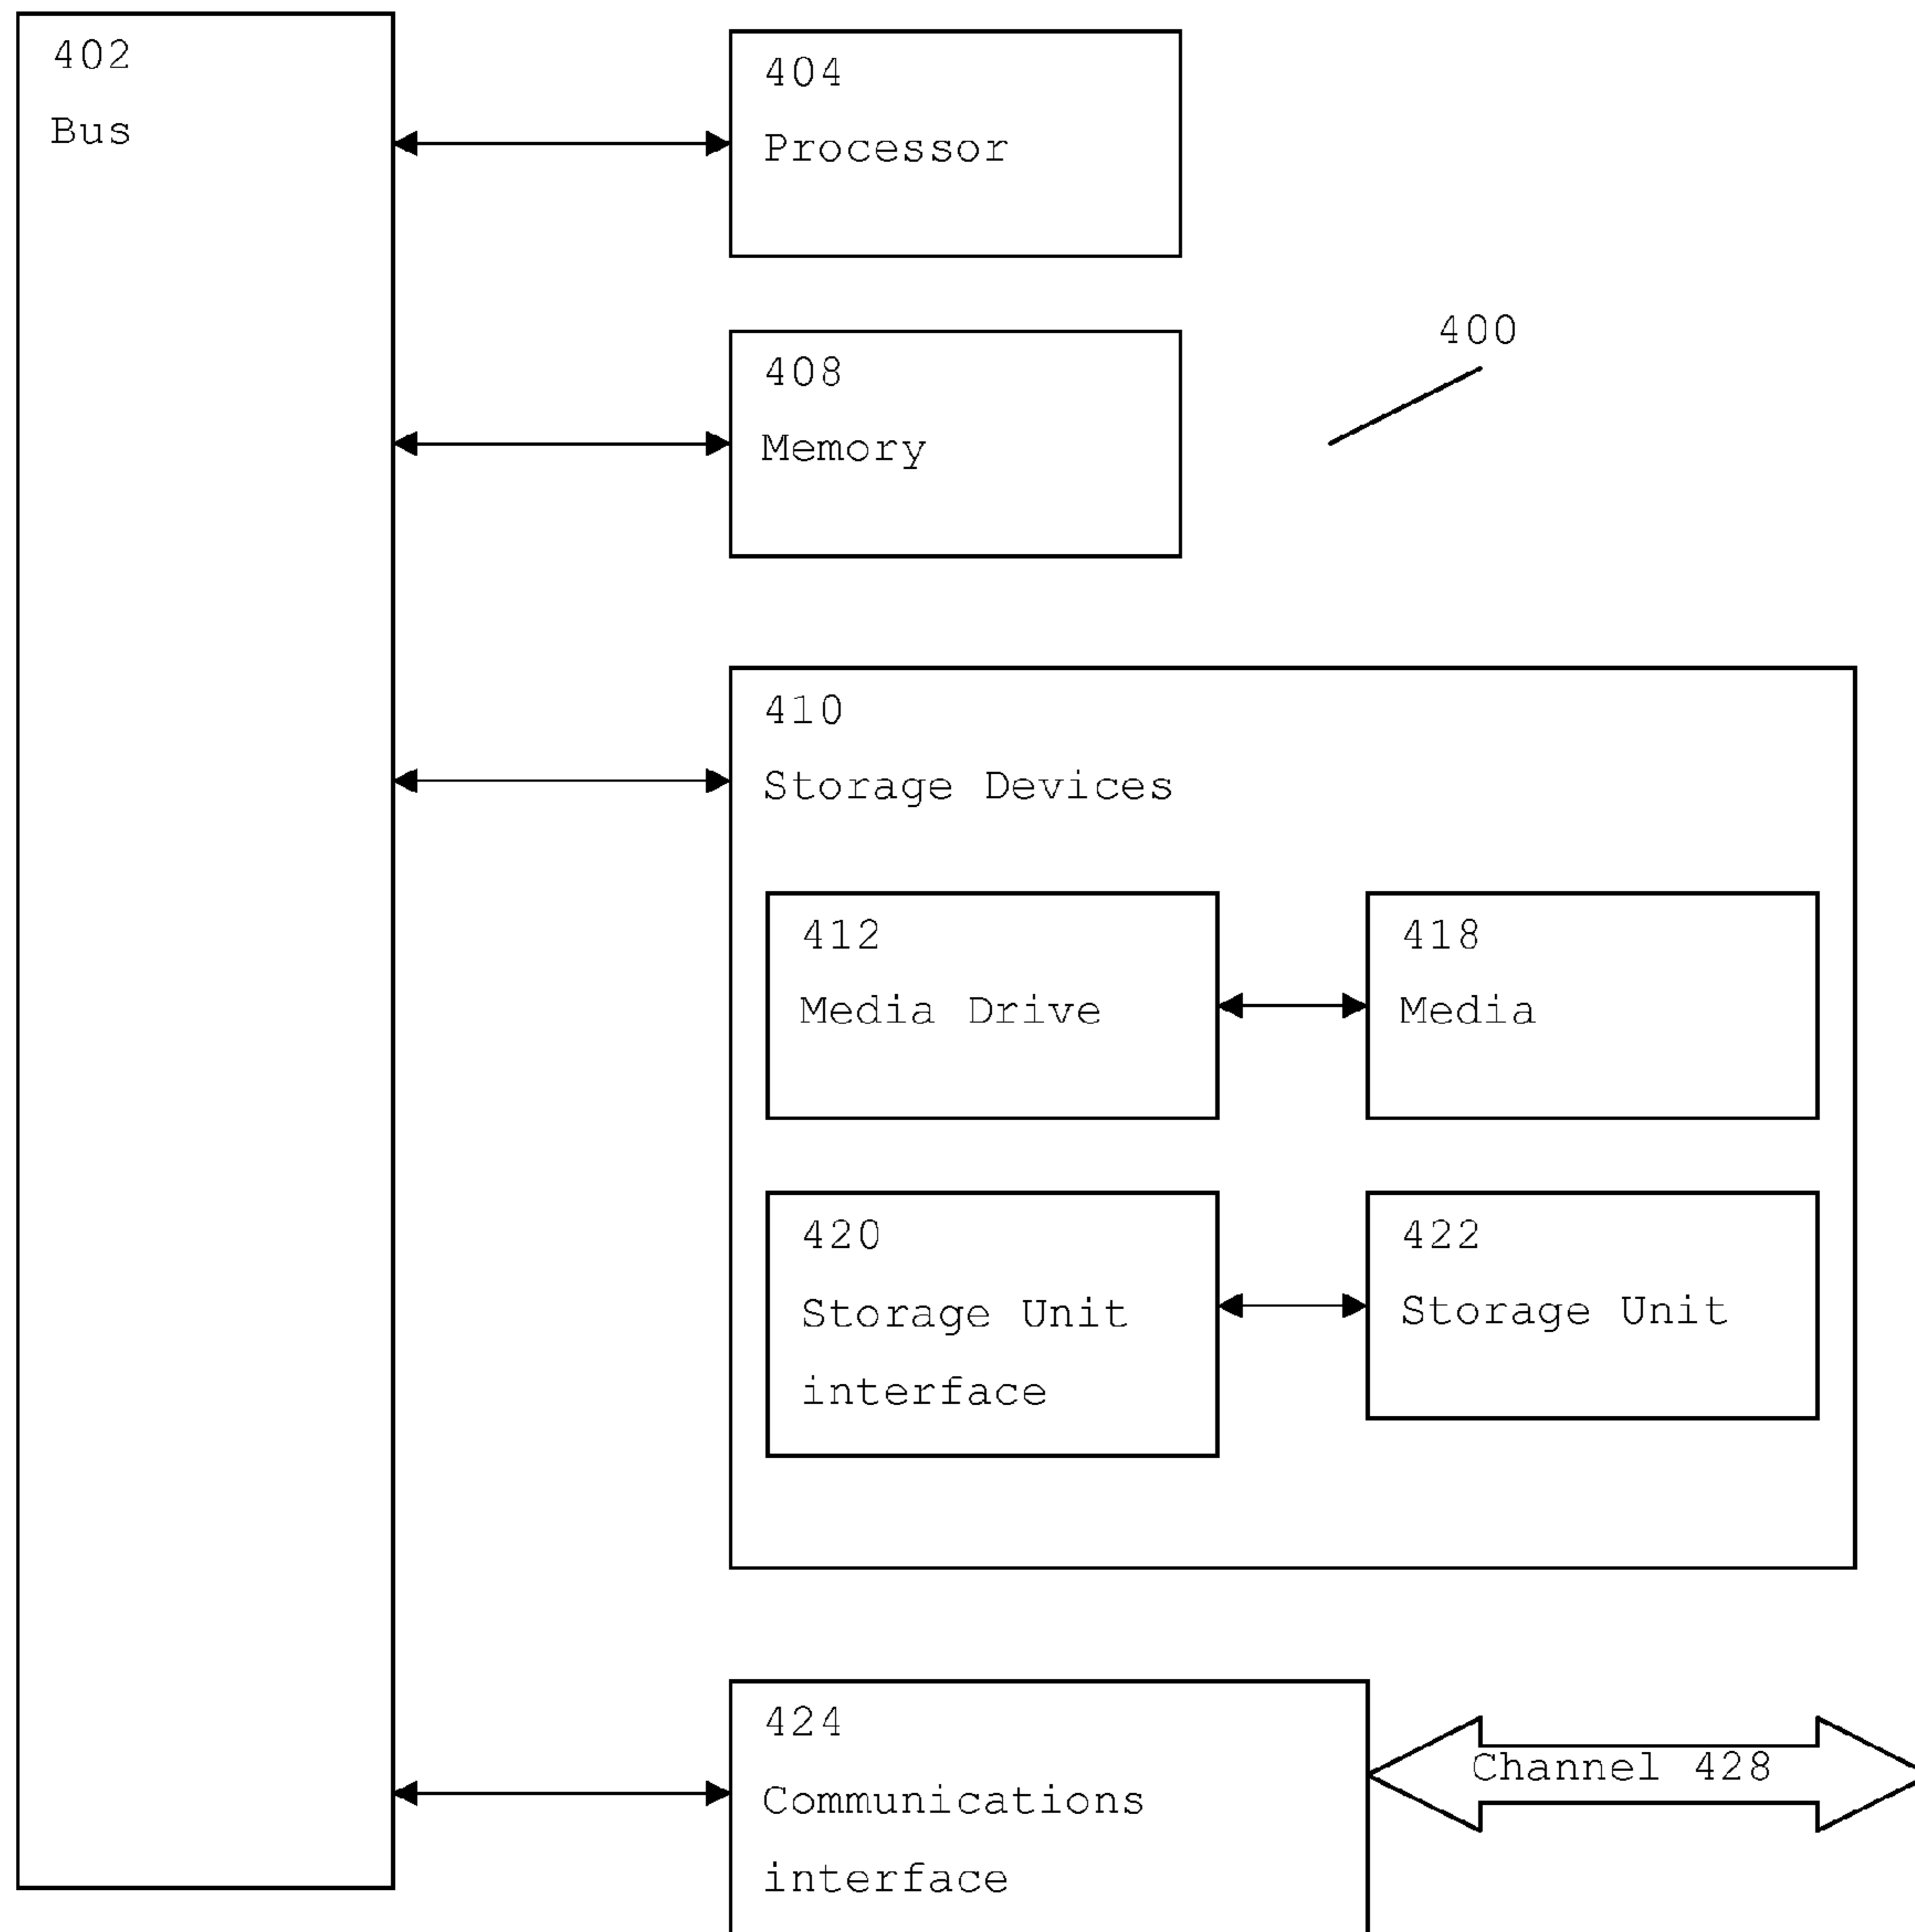 402
Bus
404
Processor
400
408
Memory
410
Storage Devices
412
Media Drive
418
Media
420
Storage Unit
interface
422
Storage Unit
424
Communications
interface
Channel 428